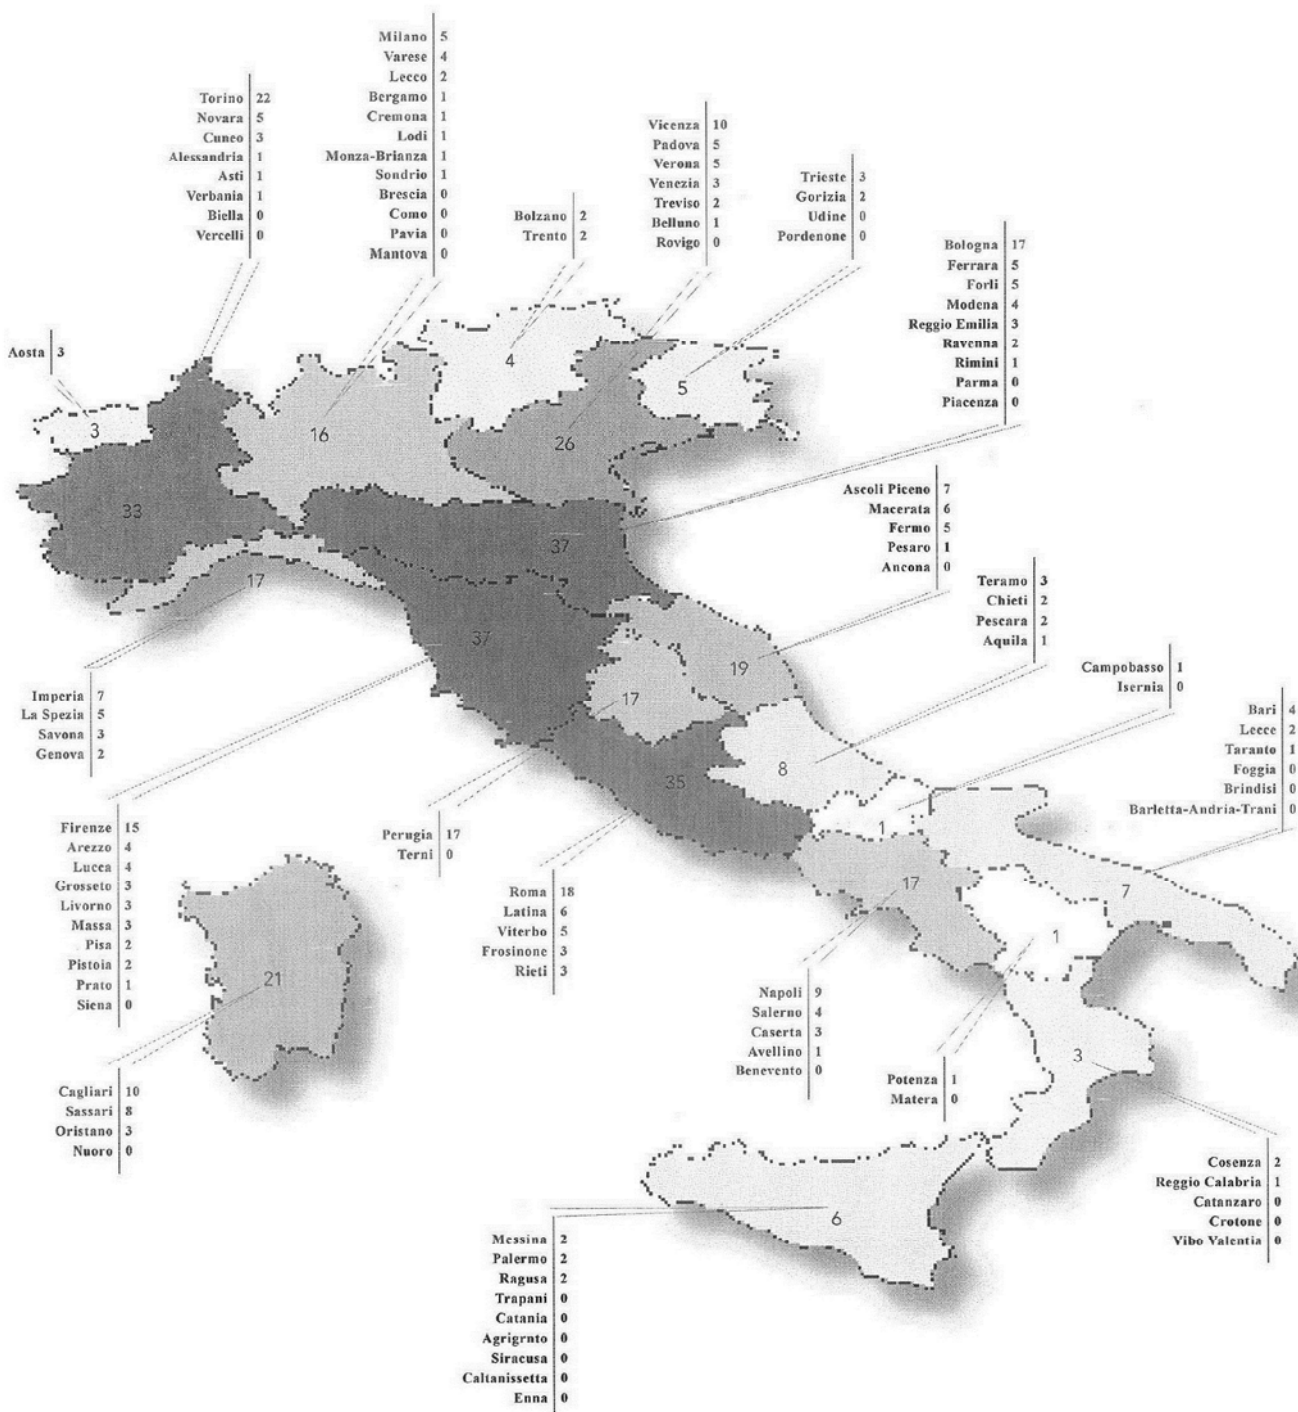 Milano 5
Varese 4
Lecco 2
Bergamo 1
Cremona 1
Lodi 1
Monza-Brianza 1
Sondrio 1
Brescia 0
Como 0
Pavia 0
Mantova 0
Torino 22
Novara 5
Cuneo 3
Alessandria 1
Asti 1
Verbania 1
Biella 0
Vercelli 0
Bolzano 2
Trento 2
Vicenza 10
Padova 5
Verona 5
Venezia 3
Treviso 2
Belluno 1
Rovigo 0
Trieste 3
Gorizia 2
Udine 0
Pordenone 0
Bologna 17
Ferrara 5
Forli 5
Modena 4
Reggio Emilia 3
Ravenna 2
Rimini 1
Parma 0
Piacenza 0
Aosta 3
4
5
3
16
26
33
37
17
37
19
17
35
8
1
17
7
1
21
3
6
Ascoli Piceno 7
Macerata 6
Fermo 5
Pesaro 1
Ancona 0
Teramo 3
Chieti 2
Pescara 2
Aquila 1
Campobasso 1
Isernia 0
Bari 4
Lecce 2
Taranto 1
Foggia 0
Brindisi 0
Barletta-Andria-Trani 0
Imperia 7
La Spezia 5
Savona 3
Genova 2
Firenze 15
Arezzo 4
Lucca 4
Grosseto 3
Livorno 3
Massa 3
Pisa 2
Pistoia 2
Prato 1
Siena 0
Perugia 17
Terni 0
Roma 18
Latina 6
Viterbo 5
Frosinone 3
Rieti 3
Napoli 9
Salerno 4
Caserta 3
Avellino 1
Benevento 0
Potenza 1
Matera 0
Cagliari 10
Sassari 8
Oristano 3
Nuoro 0
Cosenza 2
Reggio Calabria 1
Catanzaro 0
Crotone 0
Vibo Valentia 0
Messina 2
Palermo 2
Ragusa 2
Trapani 0
Catania 0
Agrigrnto 0
Siracusa 0
Caltanissetta 0
Enna 0